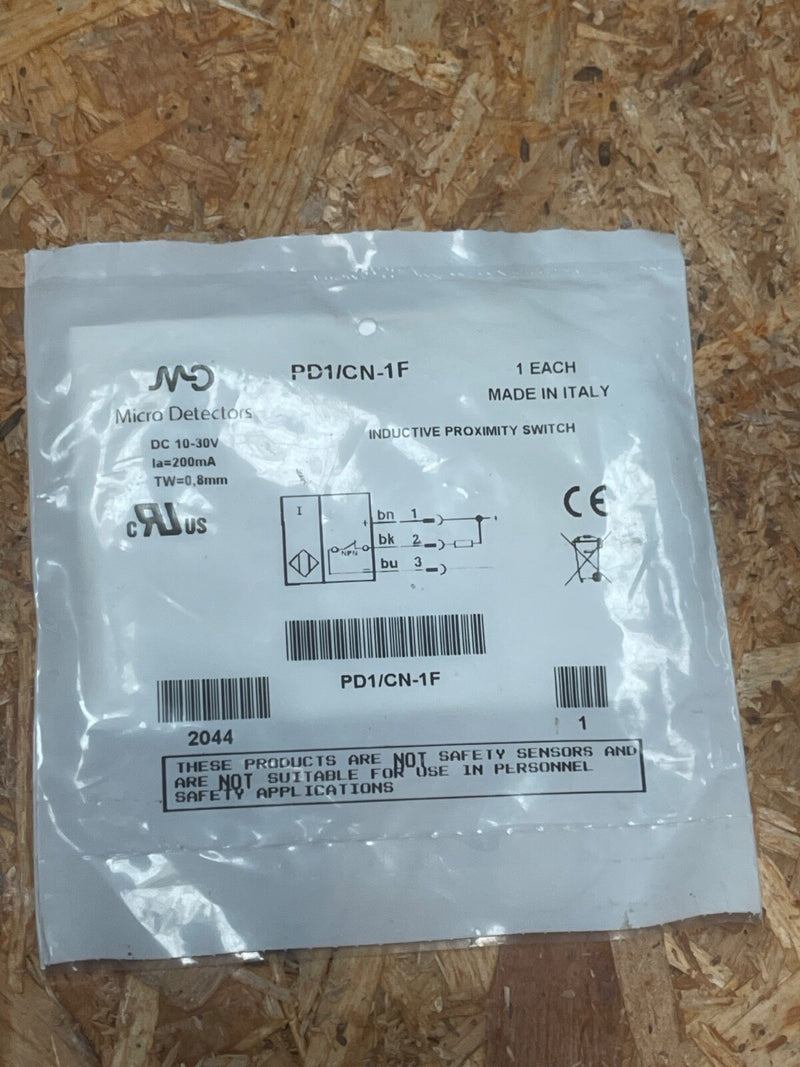 MD
Micro Detectors
PD1/CN-1F
1 EACH
MADE IN ITALY
INDUCTIVE PROXIMITY SWITCH
DC 10-30V
Ia=200mA
TW=0,8mm
cRUus
I
+
bn 1
+
NPN
bk 2
−
bu 3
−
CE
PD1/CN-1F
2044
1
THESE PRODUCTS ARE NOT SAFETY SENSORS AND
ARE NOT SUITABLE FOR USE IN PERSONNEL
SAFETY APPLICATIONS